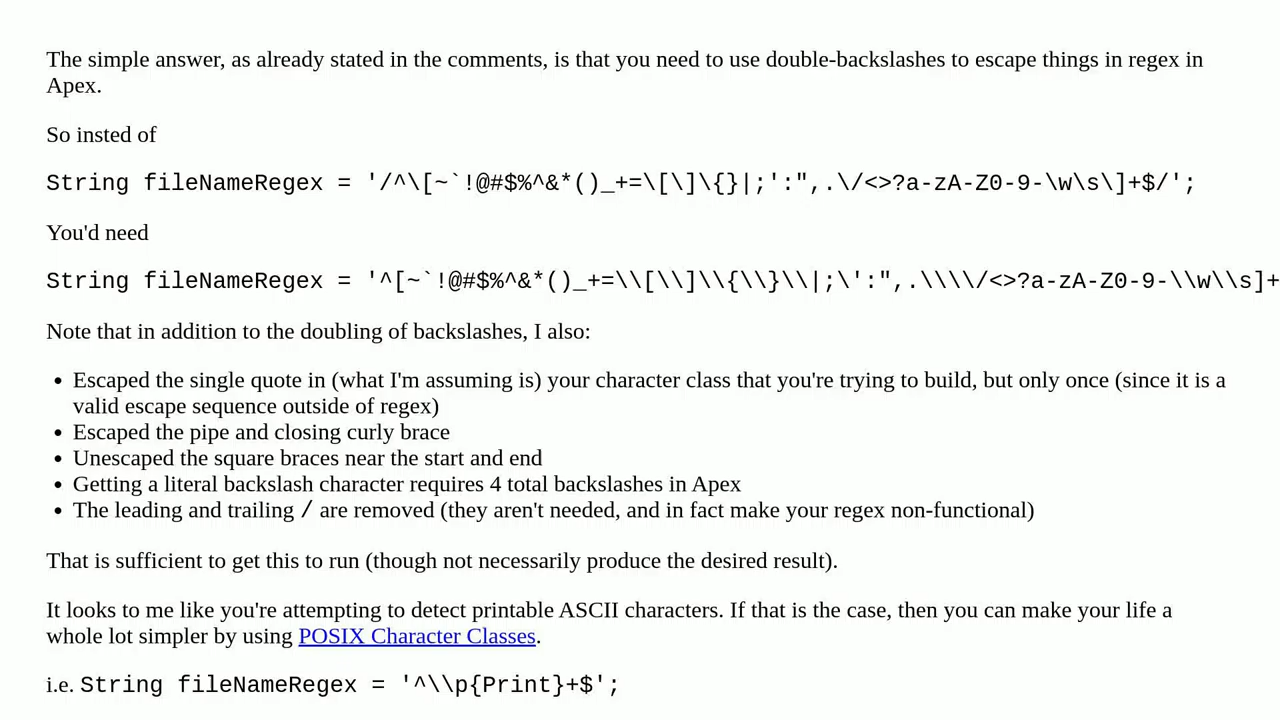 The simple answer, as already stated in the comments, is that you need to use double-backslashes to escape things in regex in
Apex.
So insted of
String fileNameRegex = '/^\[~`!@#$%^&*()_+=\[\]\{}|;':",.\/<>?a-zA-Z0-9-\w\s\]+$/';
You'd need
String fileNameRegex = '^[~`!@#$%^&*()_+=\\[\\]\\{\\}\\|;\':",.\\\\/<>?a-zA-Z0-9-\\w\\s]+
Note that in addition to the doubling of backslashes, I also:
• Escaped the single quote in (what I'm assuming is) your character class that you're trying to build, but only once (since it is a
valid escape sequence outside of regex)
• Escaped the pipe and closing curly brace
• Unescaped the square braces near the start and end
• Getting a literal backslash character requires 4 total backslashes in Apex
• The leading and trailing / are removed (they aren't needed, and in fact make your regex non-functional)
That is sufficient to get this to run (though not necessarily produce the desired result).
It looks to me like you're attempting to detect printable ASCII characters. If that is the case, then you can make your life a
whole lot simpler by using POSIX Character Classes.
i.e. String fileNameRegex = '^\\p{Print}+$';